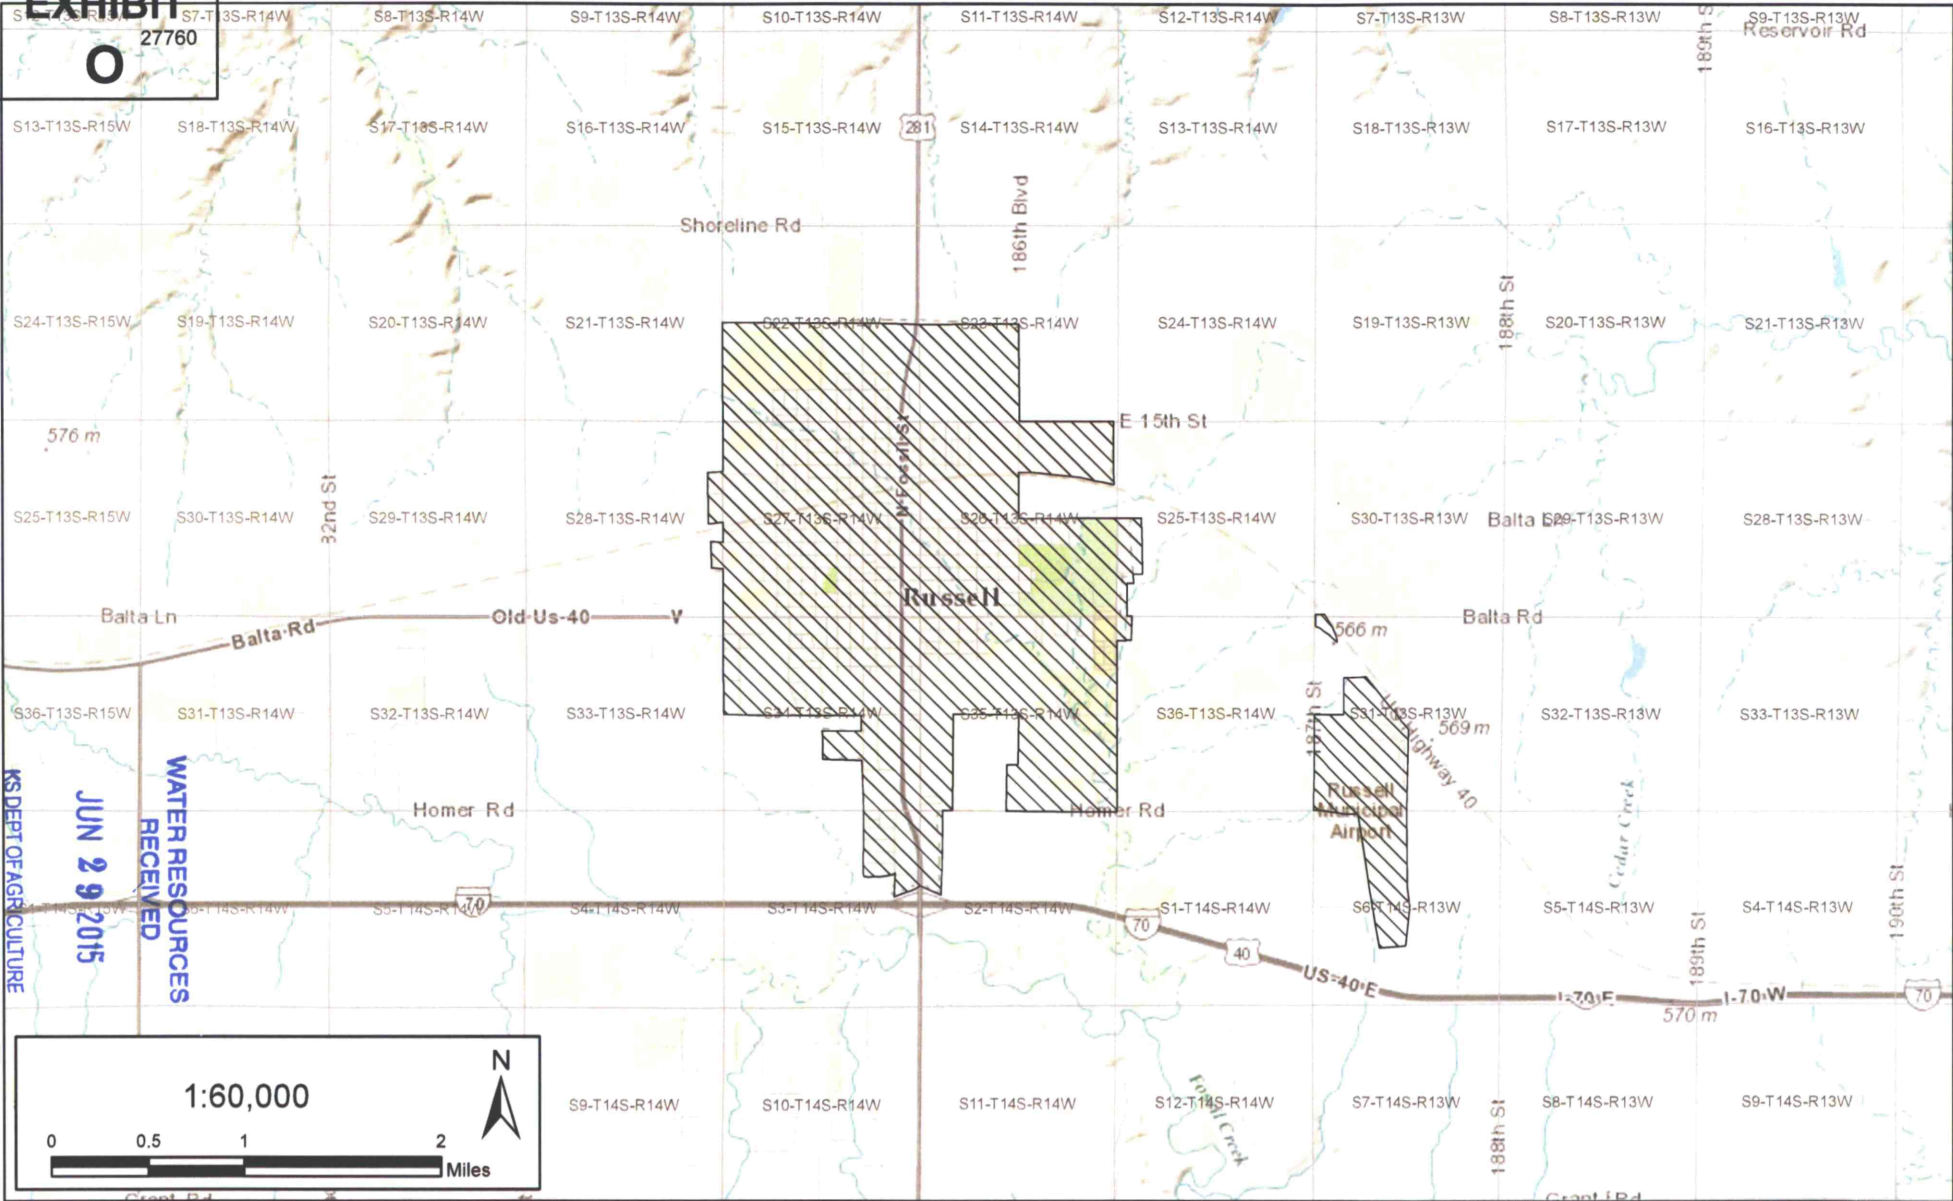 EXHIBIT
27760
O
S7-T13S-R14W
S8-T13S-R14W
S9-T13S-R14W
S10-T13S-R14W
S11-T13S-R14W
S12-T13S-R14W
S7-T13S-R13W
S8-T13S-R13W
189th S
S9-T13S-R13W
Reservoir Rd
S13-T13S-R15W
S18-T13S-R14W
S17-T13S-R14W
S16-T13S-R14W
S15-T13S-R14W
281
S14-T13S-R14W
S13-T13S-R14W
S18-T13S-R13W
S17-T13S-R13W
S16-T13S-R13W
Shoreline Rd
186th Blvd
S24-T13S-R15W
S19-T13S-R14W
S20-T13S-R14W
S21-T13S-R14W
S22-T13S-R14W
S23-T13S-R14W
S24-T13S-R14W
S19-T13S-R13W
188th St
S20-T13S-R13W
S21-T13S-R13W
576 m
E 15th St
N Fossil St
S25-T13S-R15W
S30-T13S-R14W
82nd St
S29-T13S-R14W
S28-T13S-R14W
S27-T13S-R14W
S26-T13S-R14W
S25-T13S-R14W
S30-T13S-R13W
Balta Ln
S29-T13S-R13W
S28-T13S-R13W
Russell
Balta Ln
Balta Rd
Old Us-40
V
566 m
Balta Rd
S36-T13S-R15W
S31-T13S-R14W
S32-T13S-R14W
S33-T13S-R14W
S34-T13S-R14W
S35-T13S-R14W
S36-T13S-R14W
187th St
S31-T13S-R13W
569 m
Highway 40
S32-T13S-R13W
S33-T13S-R13W
Homer Rd
Homer Rd
Russell
Municipal
Airport
Cedar Creek
WATER RESOURCES
RECEIVED
JUN 29 2015
KS DEPT OF AGRICULTURE
70
S5-T14S-R14W
S4-T14S-R14W
S3-T14S-R14W
S2-T14S-R14W
S1-T14S-R14W
S6-T14S-R13W
S5-T14S-R13W
S4-T14S-R13W
190th St
189th St
70
40
US-40 E
I-70 E
I-70 W
70
570 m
S9-T14S-R14W
S10-T14S-R14W
S11-T14S-R14W
S12-T14S-R14W
S7-T14S-R13W
S8-T14S-R13W
S9-T14S-R13W
Fossil Creek
188th St
1:60,000
N
0 0.5 1 2
Miles